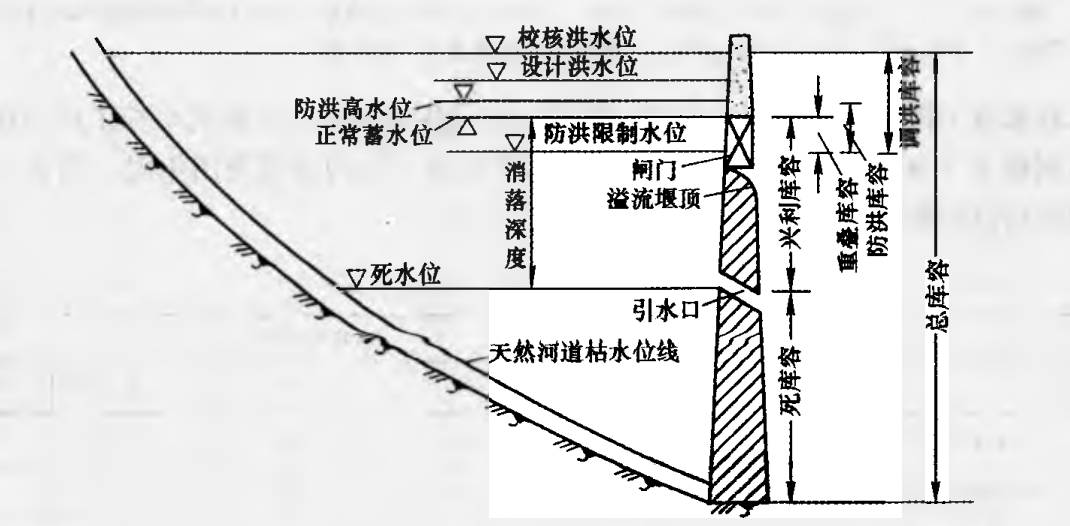 校核洪水位
设计洪水位
防洪高水位
正常蓄水位
防洪限制水位
闸门
溢流堰顶
消落深度
死水位
引水口
天然河道枯水位线
兴利库容
死库容
重叠库容
防洪库容
调洪库容
总库容